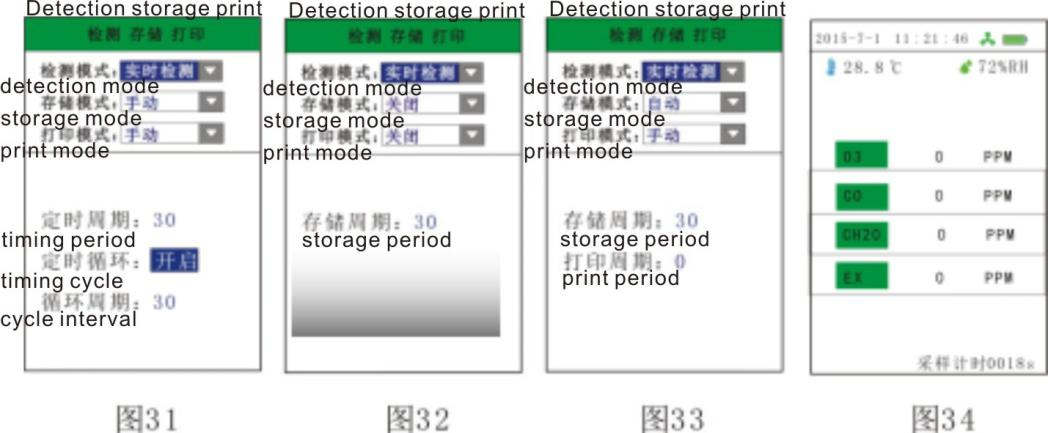 Detection storage print
检测 存储 打印
检测模式：实时检测
detection mode
存储模式：手动
storage mode
打印模式：手动
print mode
定时周期：30
timing period
定时循环：开启
timing cycle
循环周期：30
cycle interval
图31
Detection storage print
检测 存储 打印
检测模式：实时检测
detection mode
存储模式：关闭
storage mode
打印模式：关闭
print mode
存储周期：30
storage period
图32
Detection storage print
检测 存储 打印
检测模式：实时检测
detection mode
存储模式：自动
storage mode
打印模式：手动
print mode
存储周期：30
storage period
打印周期：0
print period
图33
2015-7-1 11:21:46
28.8℃ 72%RH
O3 0 PPM
CO 0 PPM
CH2O 0 PPM
EX 0 PPM
采样计时0018s
图34